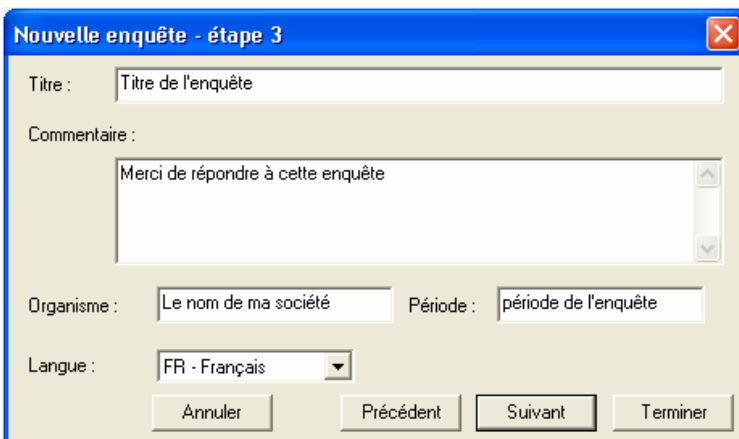 Nouvelle enquête - étape 3
Titre : Titre de l'enquête
Commentaire :
Merci de répondre à cette enquête
Organisme : Le nom de ma société Période : période de l'enquête
Langue : FR - Français
Annuler Précédent Suivant Terminer